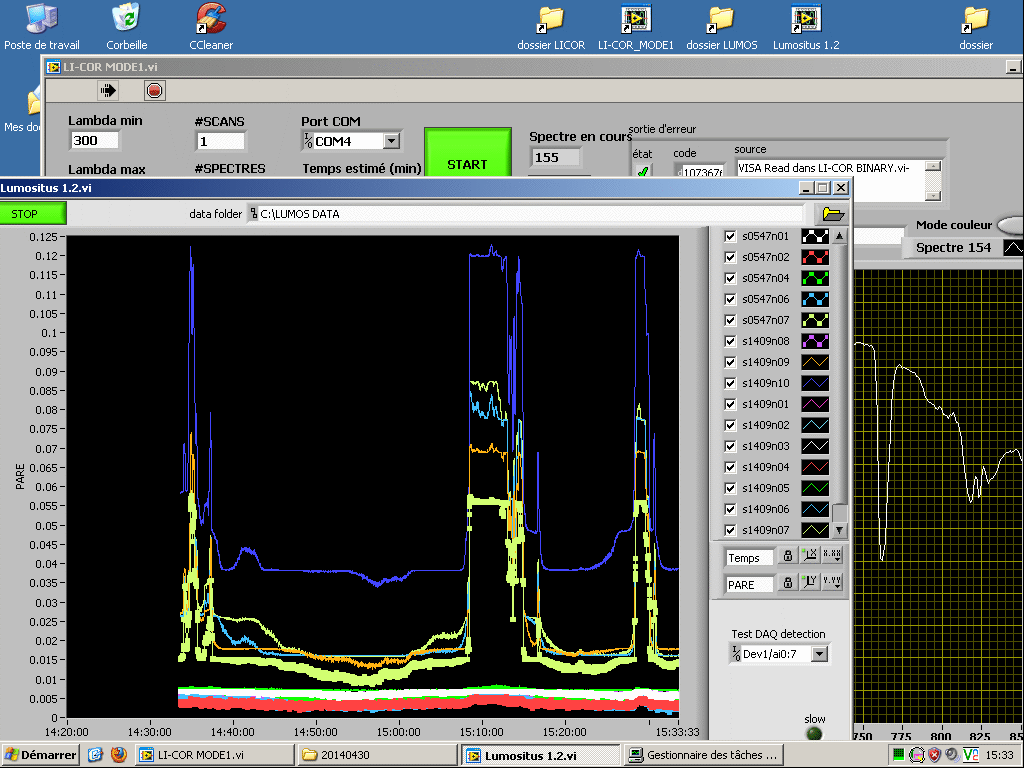 Poste de travail
Corbeille
CCleaner
dossier LICOR
LI-COR_MODE1
dossier LUMOS
Lumositus 1.2
dossier
Mes do
LI-COR MODE1.vi
Lambda min
300
Lambda max
#SCANS
1
#SPECTRES
Port COM
COM4
Temps estimé (min)
START
Spectre en cours
155
sortie d'erreur
état
code
source
VISA Read dans LI-COR BINARY.vi-
Mode couleur
Spectre 154
Lumositus 1.2.vi
STOP
data folder
C:\LUMOS DATA
0.125
0.12
0.115
0.11
0.105
0.1
0.095
0.09
0.085
0.08
0.075
0.07
0.065
0.06
0.055
0.05
0.045
0.04
0.035
0.03
0.025
0.02
0.015
0.01
0.005
0
PARE
14:20:00
14:30:00
14:40:00
14:50:00
15:00:00
15:10:00
15:20:00
15:33:33
s0547n01
s0547n02
s0547n04
s0547n06
s0547n07
s1409n08
s1409n09
s1409n10
s1409n01
s1409n02
s1409n03
s1409n04
s1409n05
s1409n06
s1409n07
Temps
X.XX
PARE
Y.YY
Test DAQ detection
Dev1/ai0:7
slow
750
775
800
825
Démarrer
LI-COR MODE1.vi
20140430
Lumositus 1.2.vi
Gestionnaire des tâches ...
15:33